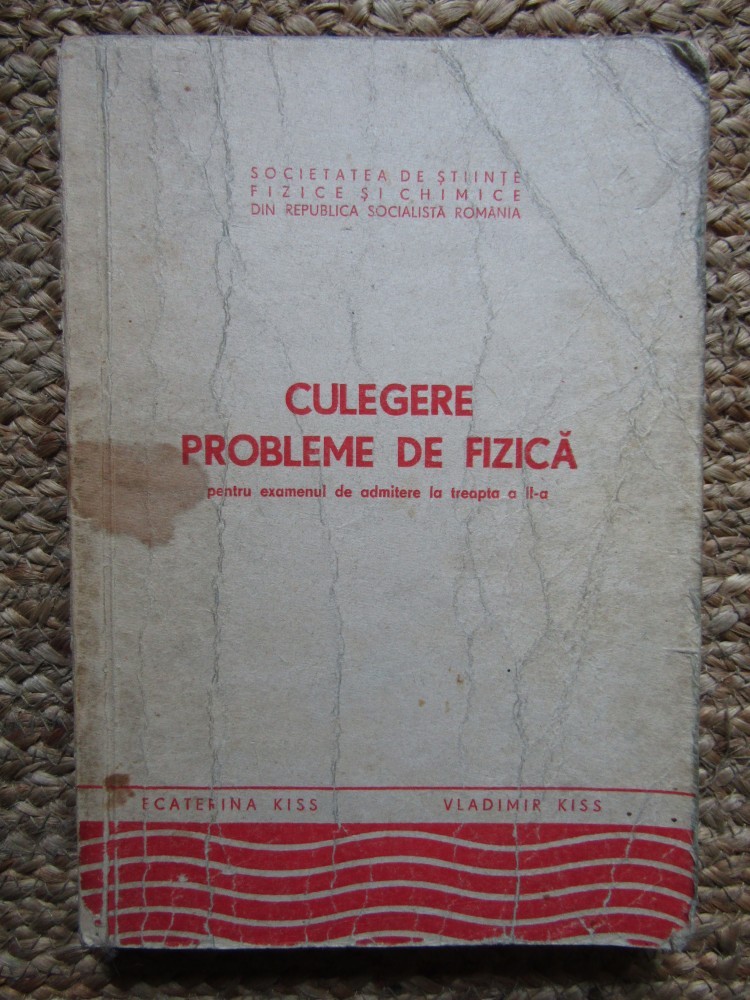 SOCIETATEA DE ȘTIINȚE
FIZICE ȘI CHIMICE
DIN REPUBLICA SOCIALISTĂ ROMÂNIA
CULEGERE
PROBLEME DE FIZICĂ
pentru examenul de admitere la treapta a II-a
ECATERINA KISS VLADIMIR KISS